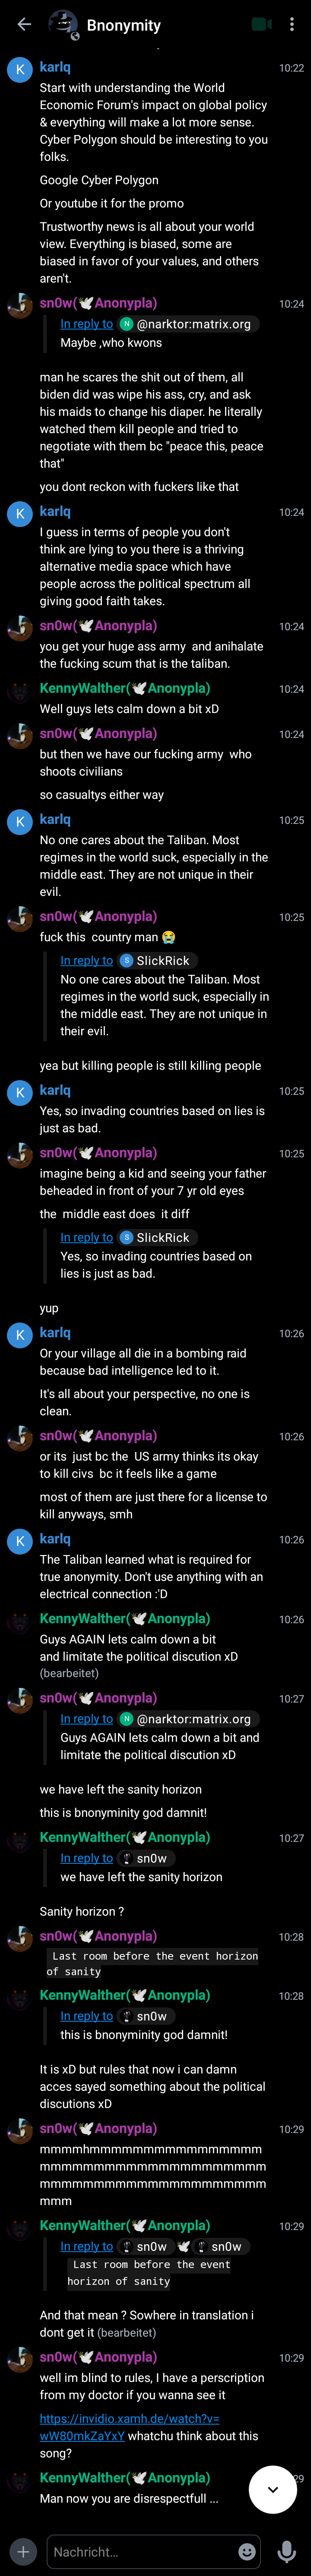 Bnonymity
K karlq 10:22
Start with understanding the World
Economic Forum's impact on global policy
& everything will make a lot more sense.
Cyber Polygon should be interesting to you
folks.
Google Cyber Polygon
Or youtube it for the promo
Trustworthy news is all about your world
view. Everything is biased, some are
biased in favor of your values, and others
aren't.
sn0w(🕊Anonypla) 10:24
In reply to N @narktor:matrix.org
Maybe ,who kwons
man he scares the shit out of them, all
biden did was wipe his ass, cry, and ask
his maids to change his diaper. he literally
watched them kill people and tried to
negotiate with them bc "peace this, peace
that"
you dont reckon with fuckers like that
K karlq 10:24
I guess in terms of people you don't
think are lying to you there is a thriving
alternative media space which have
people across the political spectrum all
giving good faith takes.
sn0w(🕊Anonypla) 10:24
you get your huge ass army and anihalate
the fucking scum that is the taliban.
KennyWalther(🕊Anonypla) 10:24
Well guys lets calm down a bit xD
sn0w(🕊Anonypla) 10:24
but then we have our fucking army who
shoots civilians
so casualtys either way
K karlq 10:25
No one cares about the Taliban. Most
regimes in the world suck, especially in the
middle east. They are not unique in their
evil.
sn0w(🕊Anonypla) 10:25
fuck this country man 😭
In reply to S SlickRick
No one cares about the Taliban. Most
regimes in the world suck, especially in
the middle east. They are not unique in
their evil.
yea but killing people is still killing people
K karlq 10:25
Yes, so invading countries based on lies is
just as bad.
sn0w(🕊Anonypla) 10:25
imagine being a kid and seeing your father
beheaded in front of your 7 yr old eyes
the middle east does it diff
In reply to S SlickRick
Yes, so invading countries based on
lies is just as bad.
yup
K karlq 10:26
Or your village all die in a bombing raid
because bad intelligence led to it.
It's all about your perspective, no one is
clean.
sn0w(🕊Anonypla) 10:26
or its just bc the US army thinks its okay
to kill civs bc it feels like a game
most of them are just there for a license to
kill anyways, smh
K karlq 10:26
The Taliban learned what is required for
true anonymity. Don't use anything with an
electrical connection :'D
KennyWalther(🕊Anonypla) 10:26
Guys AGAIN lets calm down a bit
and limitate the political discution xD
(bearbeitet)
sn0w(🕊Anonypla) 10:27
In reply to N @narktor:matrix.org
Guys AGAIN lets calm down a bit and
limitate the political discution xD
we have left the sanity horizon
this is bnonyminity god damnit!
KennyWalther(🕊Anonypla) 10:27
In reply to sn0w
we have left the sanity horizon
Sanity horizon ?
sn0w(🕊Anonypla) 10:28
Last room before the event horizon
of sanity
KennyWalther(🕊Anonypla) 10:28
In reply to sn0w
this is bnonyminity god damnit!
It is xD but rules that now i can damn
acces sayed something about the political
discutions xD
sn0w(🕊Anonypla) 10:29
mmmmhmmmmmmmmmmmmmmmm
mmmmmmmmmmmmmmmmmmmmm
mmmmmmmmmmmmmmmmmmmmm
mmm
KennyWalther(🕊Anonypla) 10:29
In reply to sn0w 🕊 sn0w
Last room before the event
horizon of sanity
And that mean ? Sowhere in translation i
dont get it (bearbeitet)
sn0w(🕊Anonypla) 10:29
well im blind to rules, I have a perscription
from my doctor if you wanna see it
https://invidio.xamh.de/watch?v=
wW80mkZaYxY whatchu think about this
song?
KennyWalther(🕊Anonypla) 29
Man now you are disrespectfull ...
Nachricht...